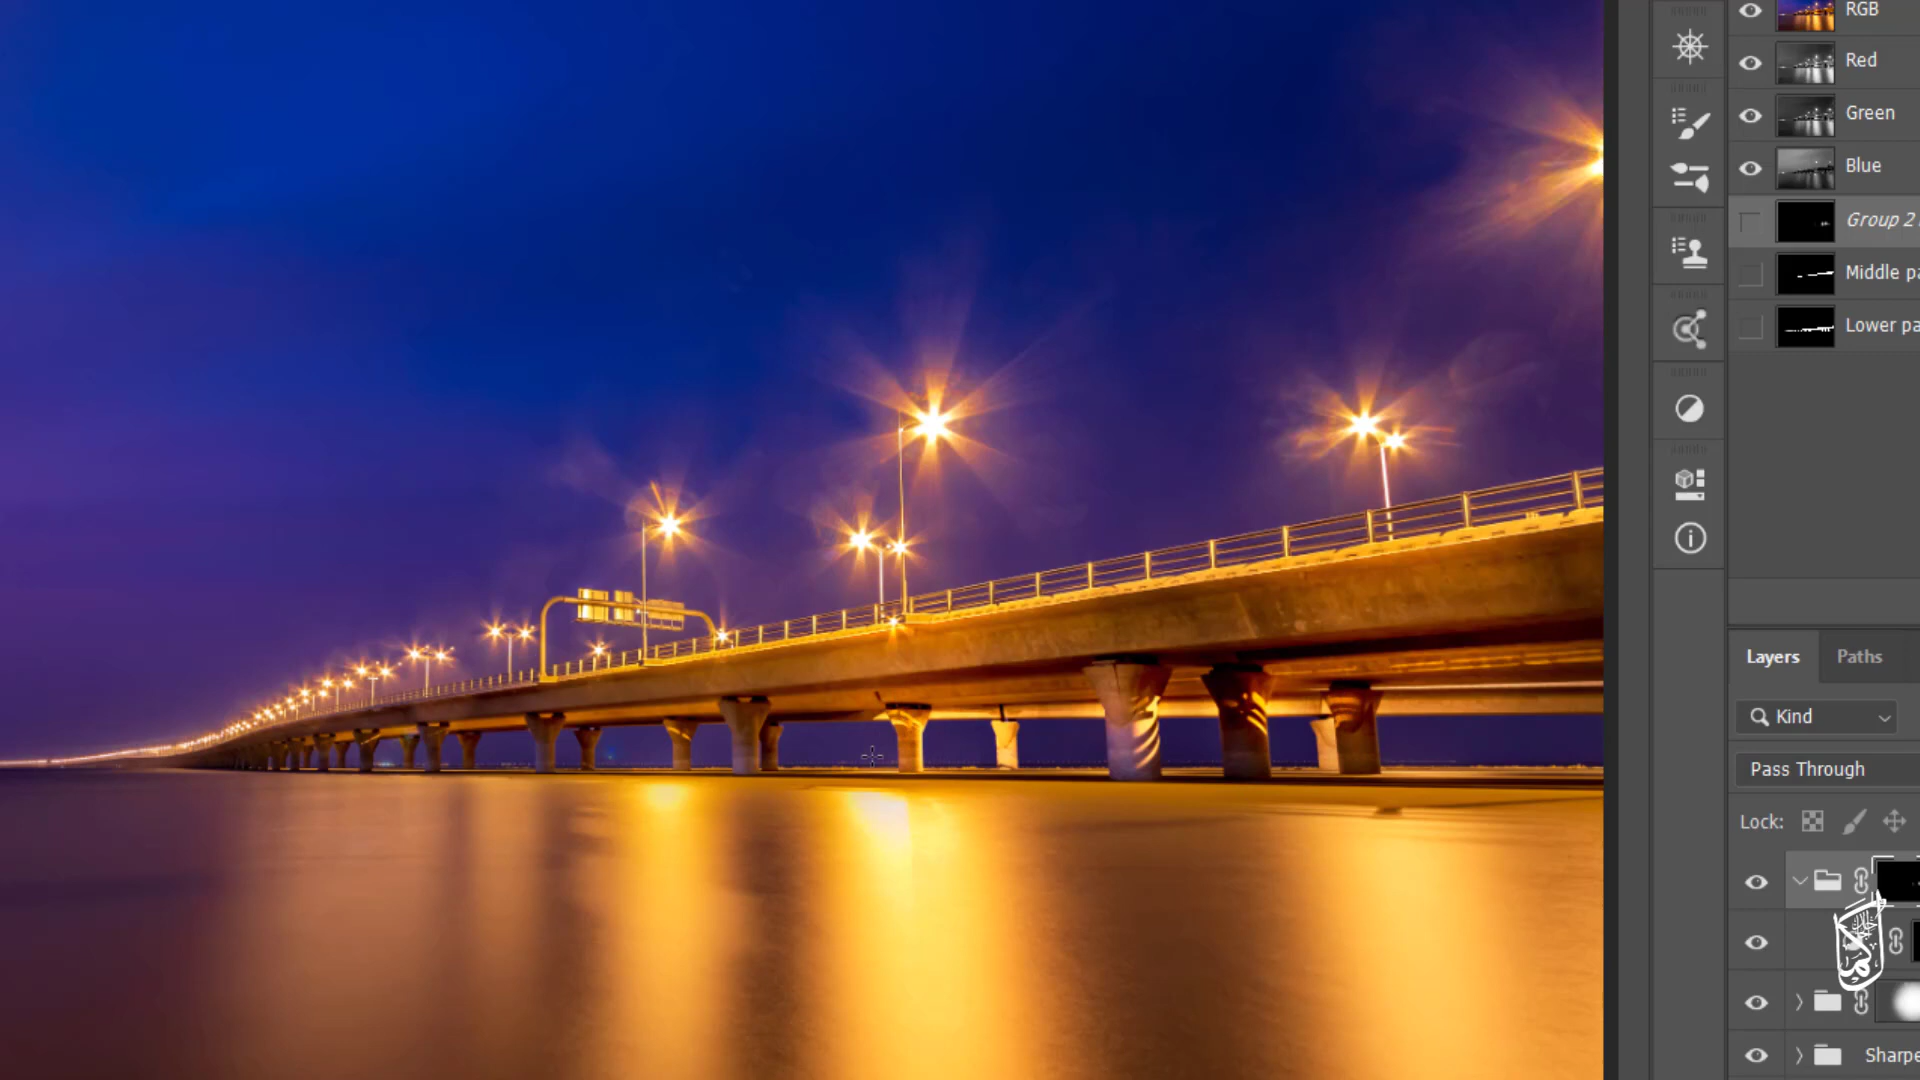 RGB
Red
Green
Blue
Group 2
Middle pa
Lower pa
Layers Paths
Kind
Pass Through
Lock:
Sharpe